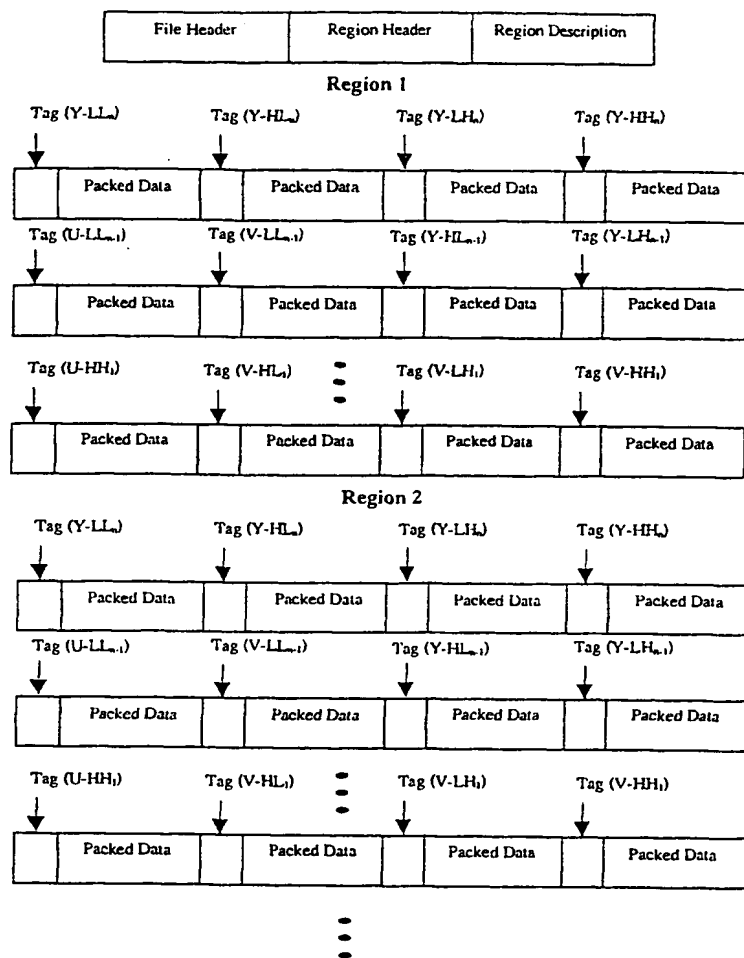 File Header Region Header Region Description
Region 1
Tag (Y-LLₙ) Tag (Y-HLₙ) Tag (Y-LHₙ) Tag (Y-HHₙ)
Packed Data Packed Data Packed Data Packed Data
Tag (U-LLₙ₋₁) Tag (V-LLₙ₋₁) Tag (Y-HLₙ₋₁) Tag (Y-LHₙ₋₁)
Packed Data Packed Data Packed Data Packed Data
Tag (U-HH₁) Tag (V-HL₁) Tag (V-LH₁) Tag (V-HH₁)
Packed Data Packed Data Packed Data Packed Data
Region 2
Tag (Y-LLₙ) Tag (Y-HLₙ) Tag (Y-LHₙ) Tag (Y-HHₙ)
Packed Data Packed Data Packed Data Packed Data
Tag (U-LLₙ₋₁) Tag (V-LLₙ₋₁) Tag (Y-HLₙ₋₁) Tag (Y-LHₙ₋₁)
Packed Data Packed Data Packed Data Packed Data
Tag (U-HH₁) Tag (V-HL₁) Tag (V-LH₁) Tag (V-HH₁)
Packed Data Packed Data Packed Data Packed Data